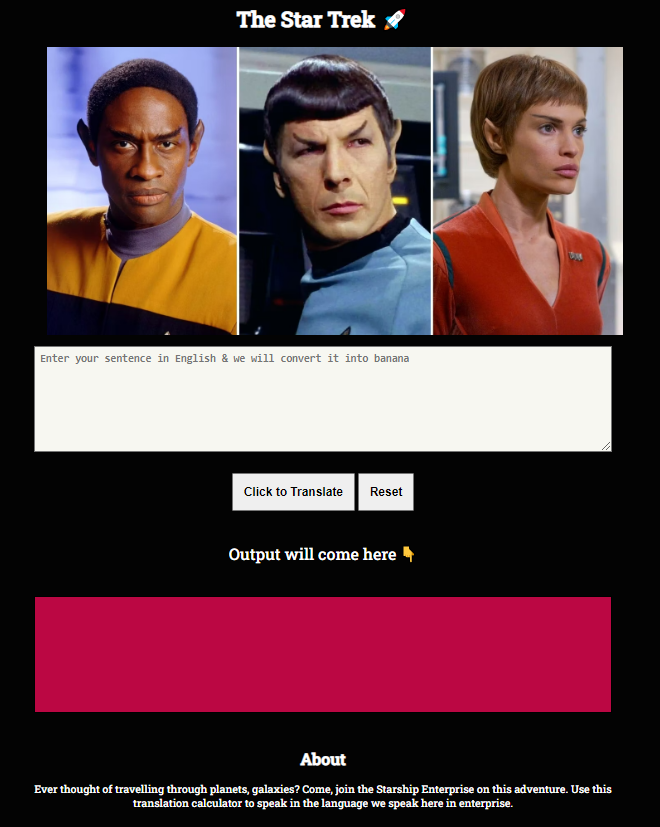 The Star Trek 🚀
Enter your sentence in English & we will convert it into banana
Click to Translate
Reset
Output will come here 👇
About
Ever thought of travelling through planets, galaxies? Come, join the Starship Enterprise on this adventure. Use this
translation calculator to speak in the language we speak here in enterprise.